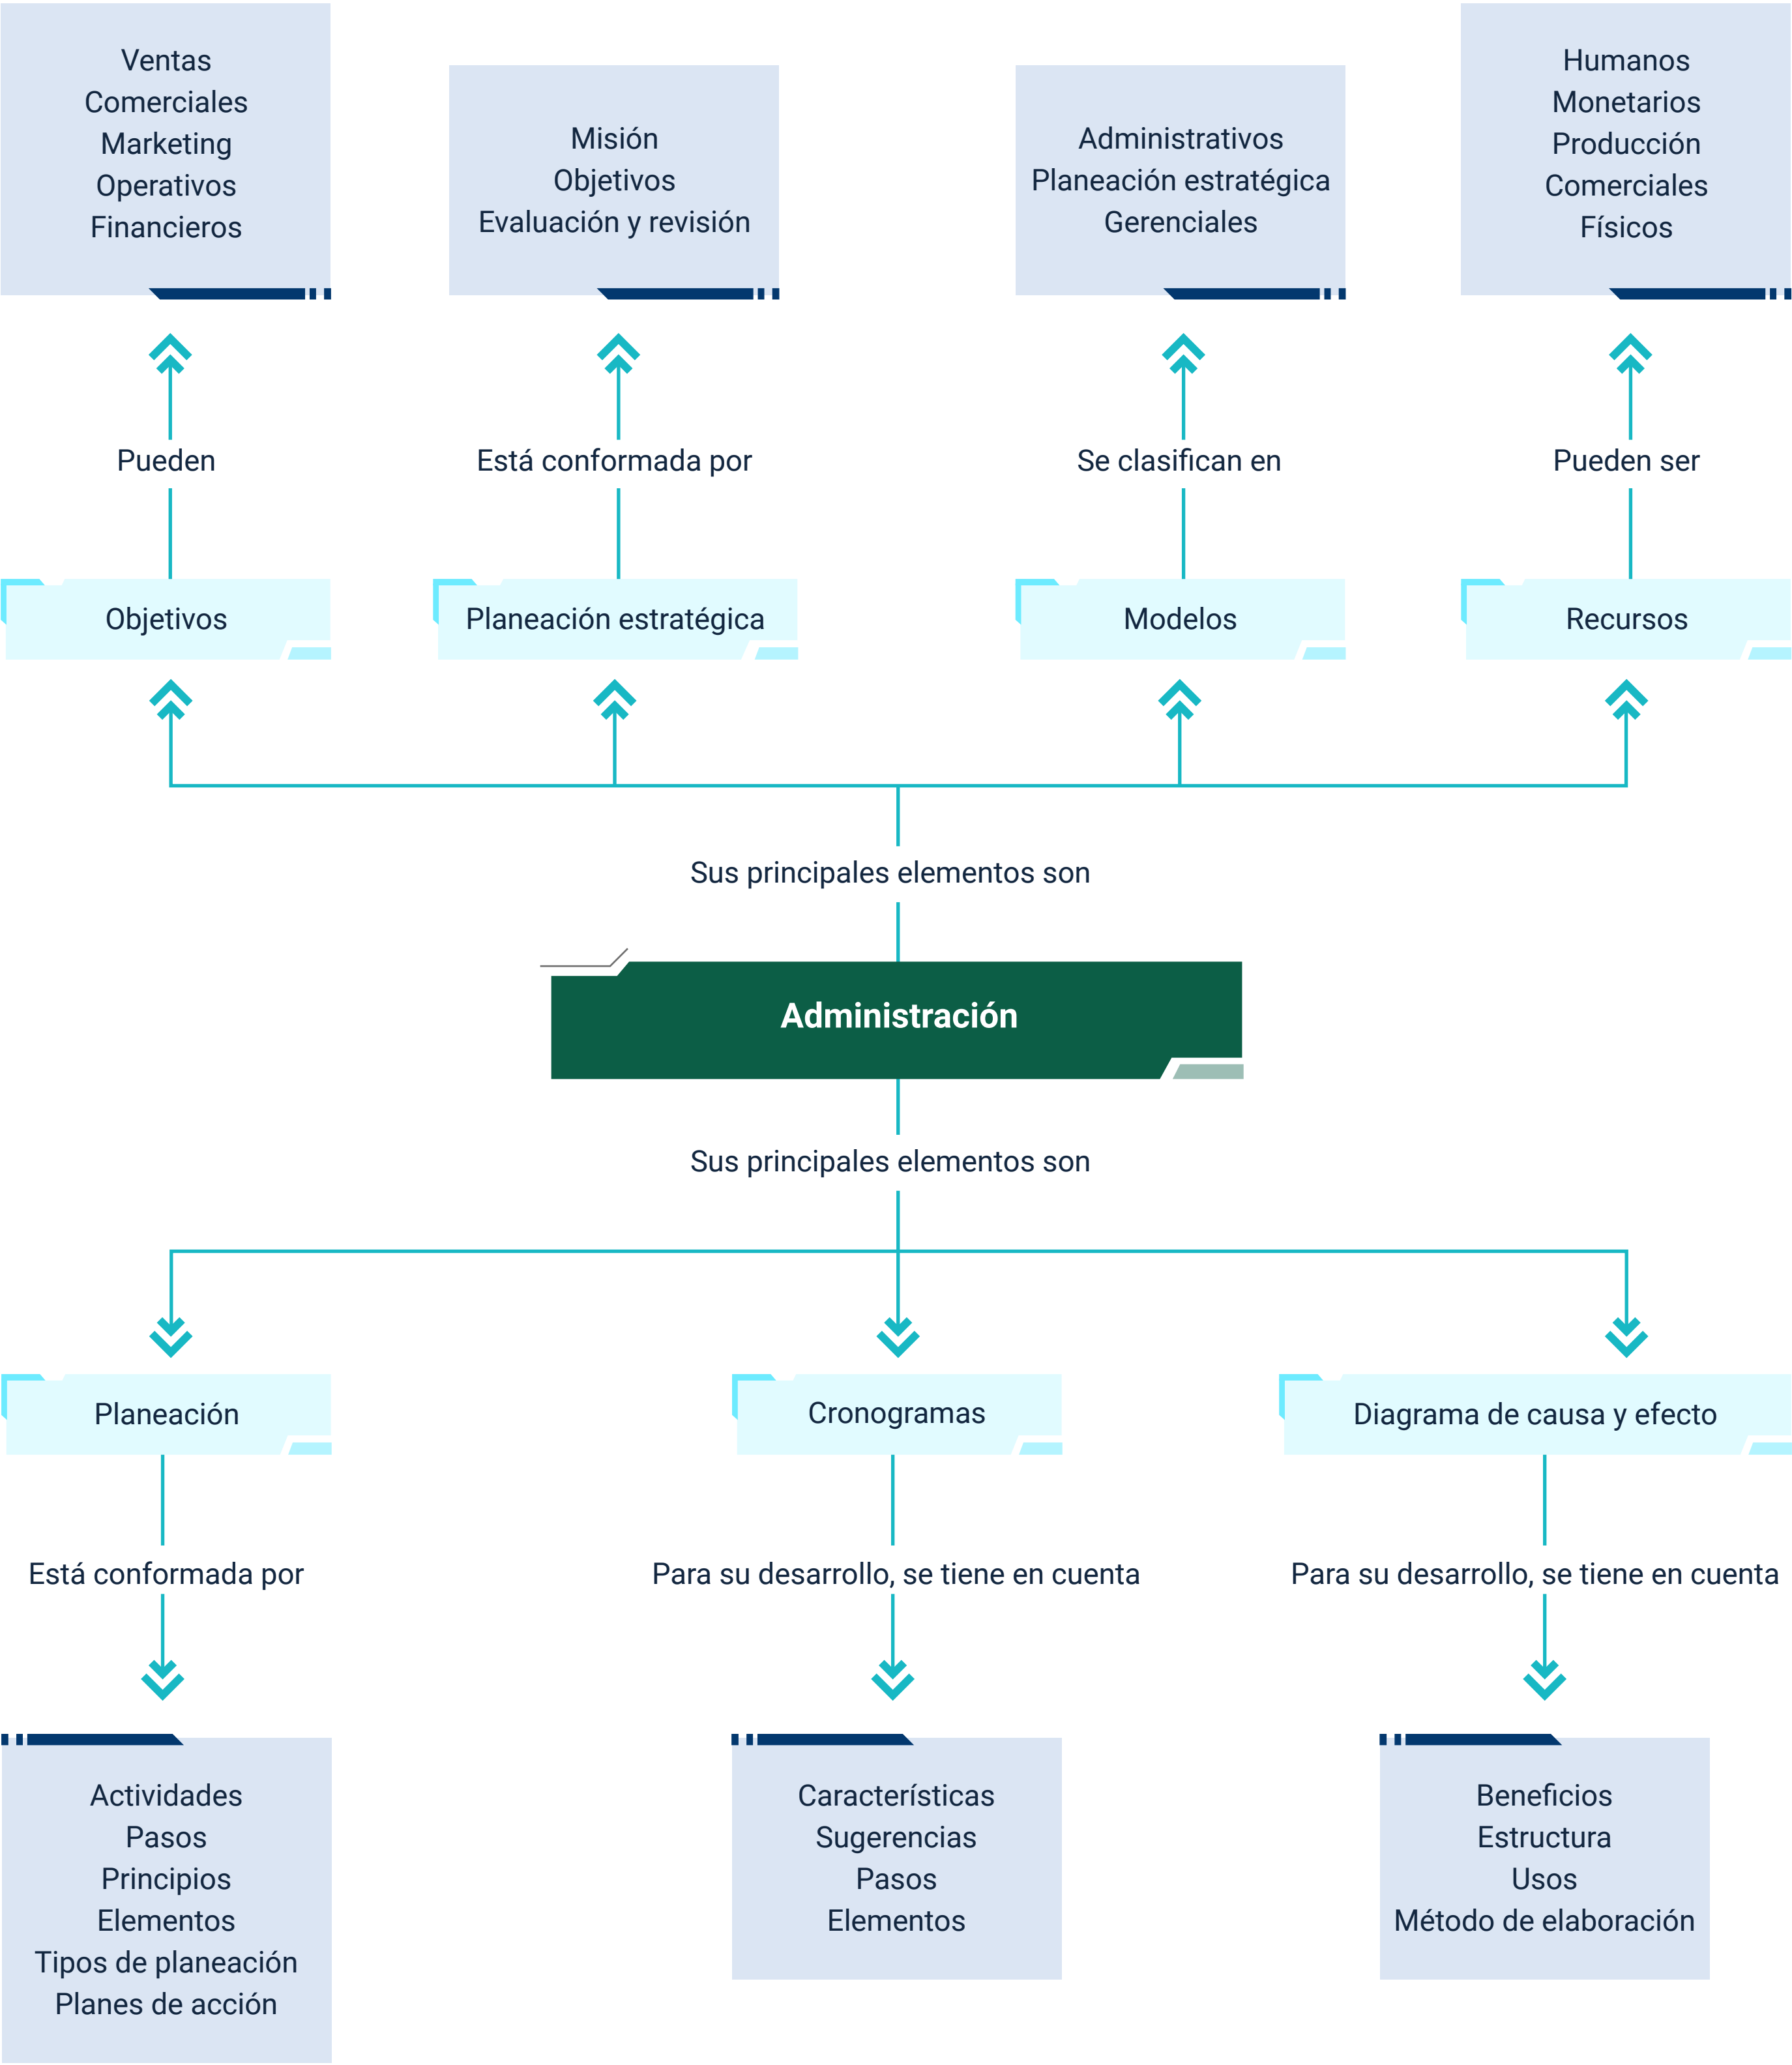 Ventas
Comerciales
Marketing
Operativos
Financieros
Misión
Objetivos
Evaluación y revisión
Administrativos
Planeación estratégica
Gerenciales
Humanos
Monetarios
Producción
Comerciales
Físicos
Pueden
Está conformada por
Se clasifican en
Pueden ser
Objetivos
Planeación estratégica
Modelos
Recursos
Sus principales elementos son
Administración
Sus principales elementos son
Planeación
Cronogramas
Diagrama de causa y efecto
Está conformada por
Para su desarrollo, se tiene en cuenta
Para su desarrollo, se tiene en cuenta
Actividades
Pasos
Principios
Elementos
Tipos de planeación
Planes de acción
Características
Sugerencias
Pasos
Elementos
Beneficios
Estructura
Usos
Método de elaboración